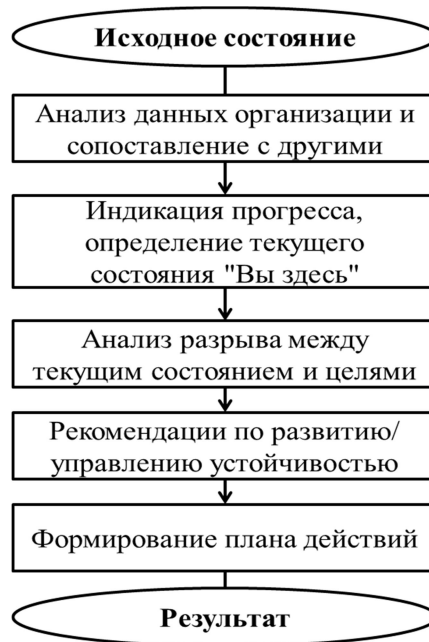 Исходное состояние
Анализ данных организации и
сопоставление с другими
Индикация прогресса,
определение текущего
состояния "Вы здесь"
Анализ разрыва между
текущим состоянием и целями
Рекомендации по развитию/
управлению устойчивостью
Формирование плана действий
Результат